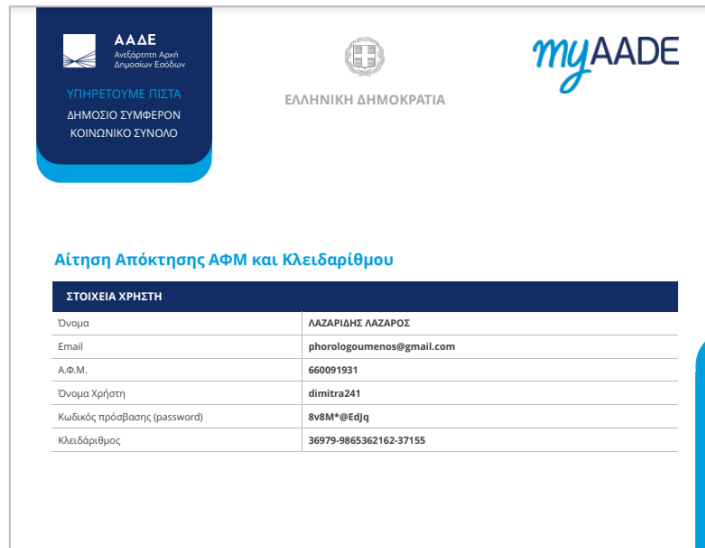 ΑΑΔΕ
Ανεξάρτητη Αρχή
Δημοσίων Εσόδων
ΥΠΗΡΕΤΟΥΜΕ ΠΙΣΤΑ
ΔΗΜΟΣΙΟ ΣΥΜΦΕΡΟΝ
ΚΟΙΝΩΝΙΚΟ ΣΥΝΟΛΟ
ΕΛΛΗΝΙΚΗ ΔΗΜΟΚΡΑΤΙΑ
myAADE
Αίτηση Απόκτησης ΑΦΜ και Κλειδαρίθμου
ΣΤΟΙΧΕΙΑ ΧΡΗΣΤΗ
Όνομα ΛΑΖΑΡΙΔΗΣ ΛΑΖΑΡΟΣ
Email phorologoumenos@gmail.com
Α.Φ.Μ. 660091931
Όνομα Χρήστη dimitra241
Κωδικός πρόσβασης (password) 8v8M*@EdJq
Κλειδάριθμος 36979-9865362162-37155